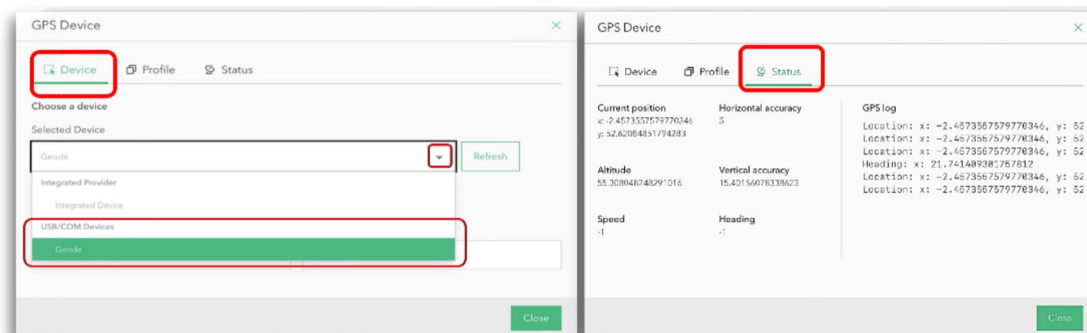 GPS Device
Device Profile Status
Choose a device
Selected Device
Geode
Refresh
Integrated Provider
Integrated Device
USB/COM Devices
Geode
Close
GPS Device
Device Profile Status
Current position
x: -2.4573557579770346
y: 52.62084851794283
Horizontal accuracy
5
Altitude
55.308048748291016
Vertical accuracy
15.40156078338623
Speed
-1
Heading
-1
GPS log
Location: x: -2.4573567579770346, y: 52
Location: x: -2.4573567579770346, y: 52
Location: x: -2.4573567579770346, y: 52
Heading: x: 21.741409301757812
Location: x: -2.4573567579770346, y: 52
Location: x: -2.4573567579770346, y: 52
Close